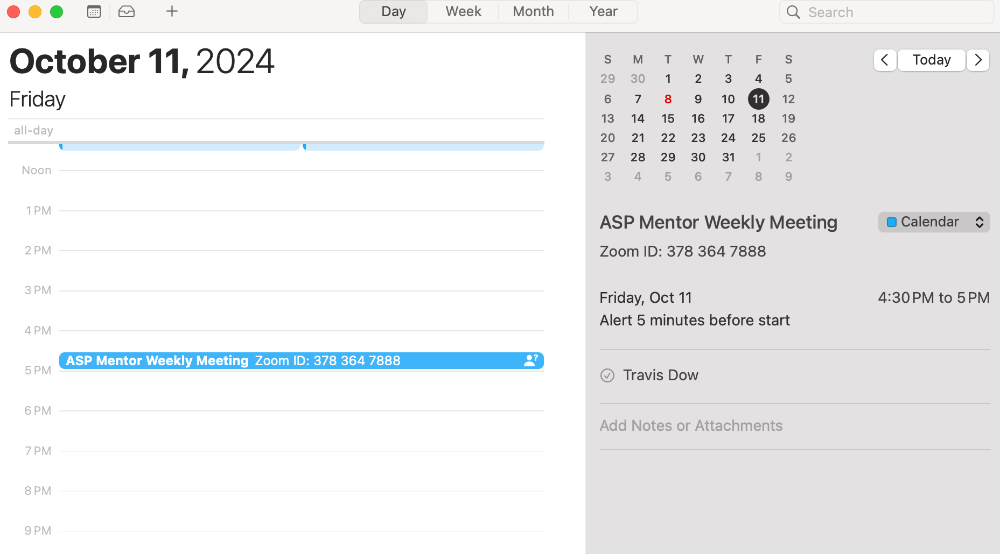 Day Week Month Year
Search
October 11, 2024
Friday
all-day
Noon
1 PM
2 PM
3 PM
4 PM
ASP Mentor Weekly Meeting Zoom ID: 378 364 7888
5 PM
6 PM
7 PM
8 PM
9 PM
S M T W T F S
29 30 1 2 3 4 5
6 7 8 9 10 11 12
13 14 15 16 17 18 19
20 21 22 23 24 25 26
27 28 29 30 31 1 2
3 4 5 6 7 8 9
Today
ASP Mentor Weekly Meeting
Calendar
Zoom ID: 378 364 7888
Friday, Oct 11
4:30 PM to 5 PM
Alert 5 minutes before start
Travis Dow
Add Notes or Attachments